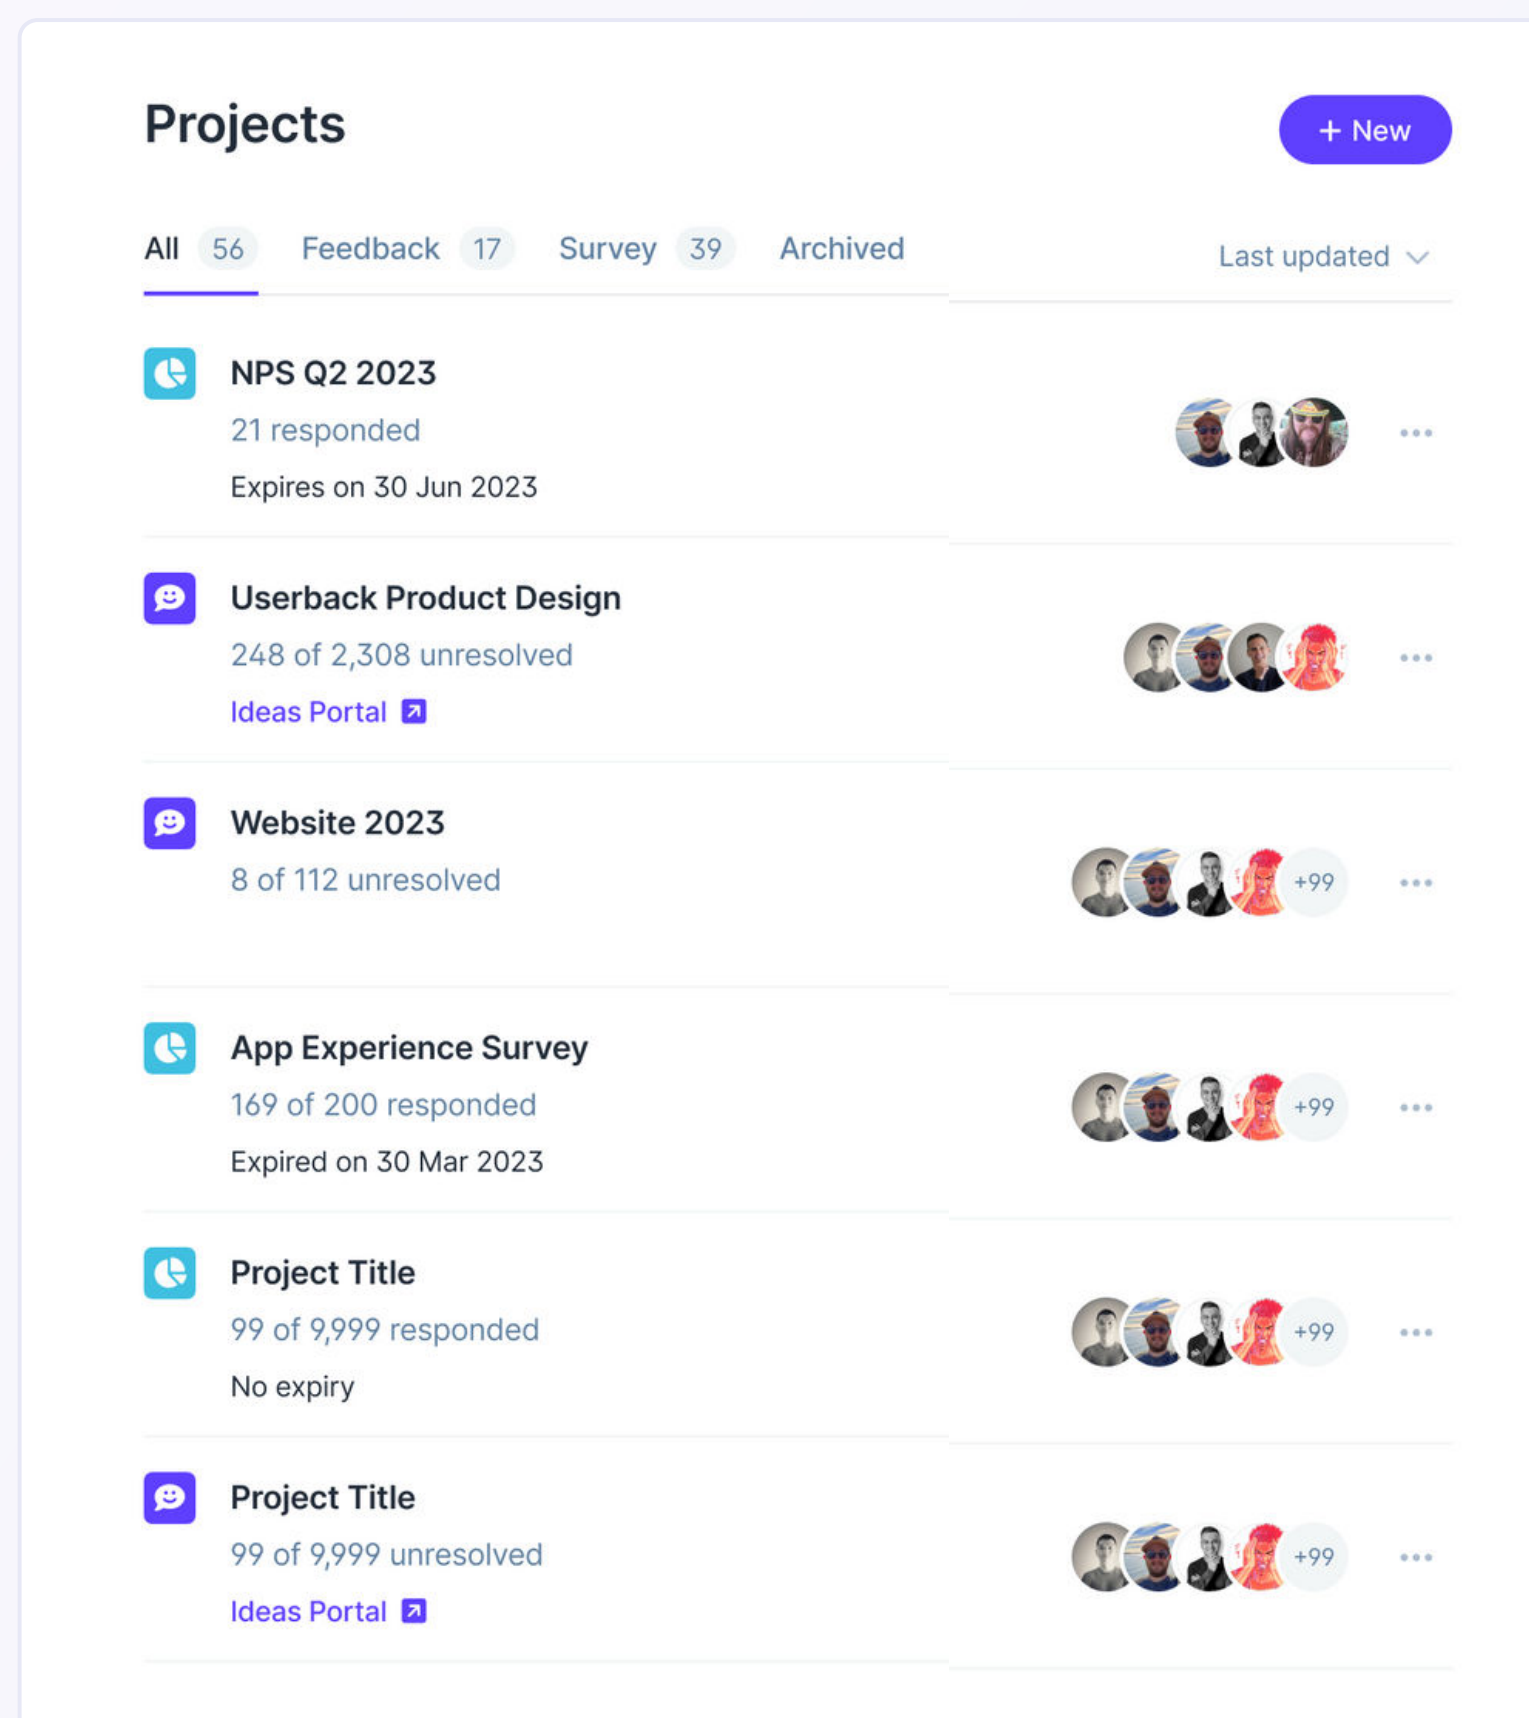 Projects
+ New
All 56 Feedback 17 Survey 39 Archived Last updated
NPS Q2 2023
21 responded
Expires on 30 Jun 2023
Userback Product Design
248 of 2,308 unresolved
Ideas Portal
Website 2023
8 of 112 unresolved
+99
App Experience Survey
169 of 200 responded
+99
Expired on 30 Mar 2023
Project Title
99 of 9,999 responded
+99
No expiry
Project Title
99 of 9,999 unresolved
+99
Ideas Portal